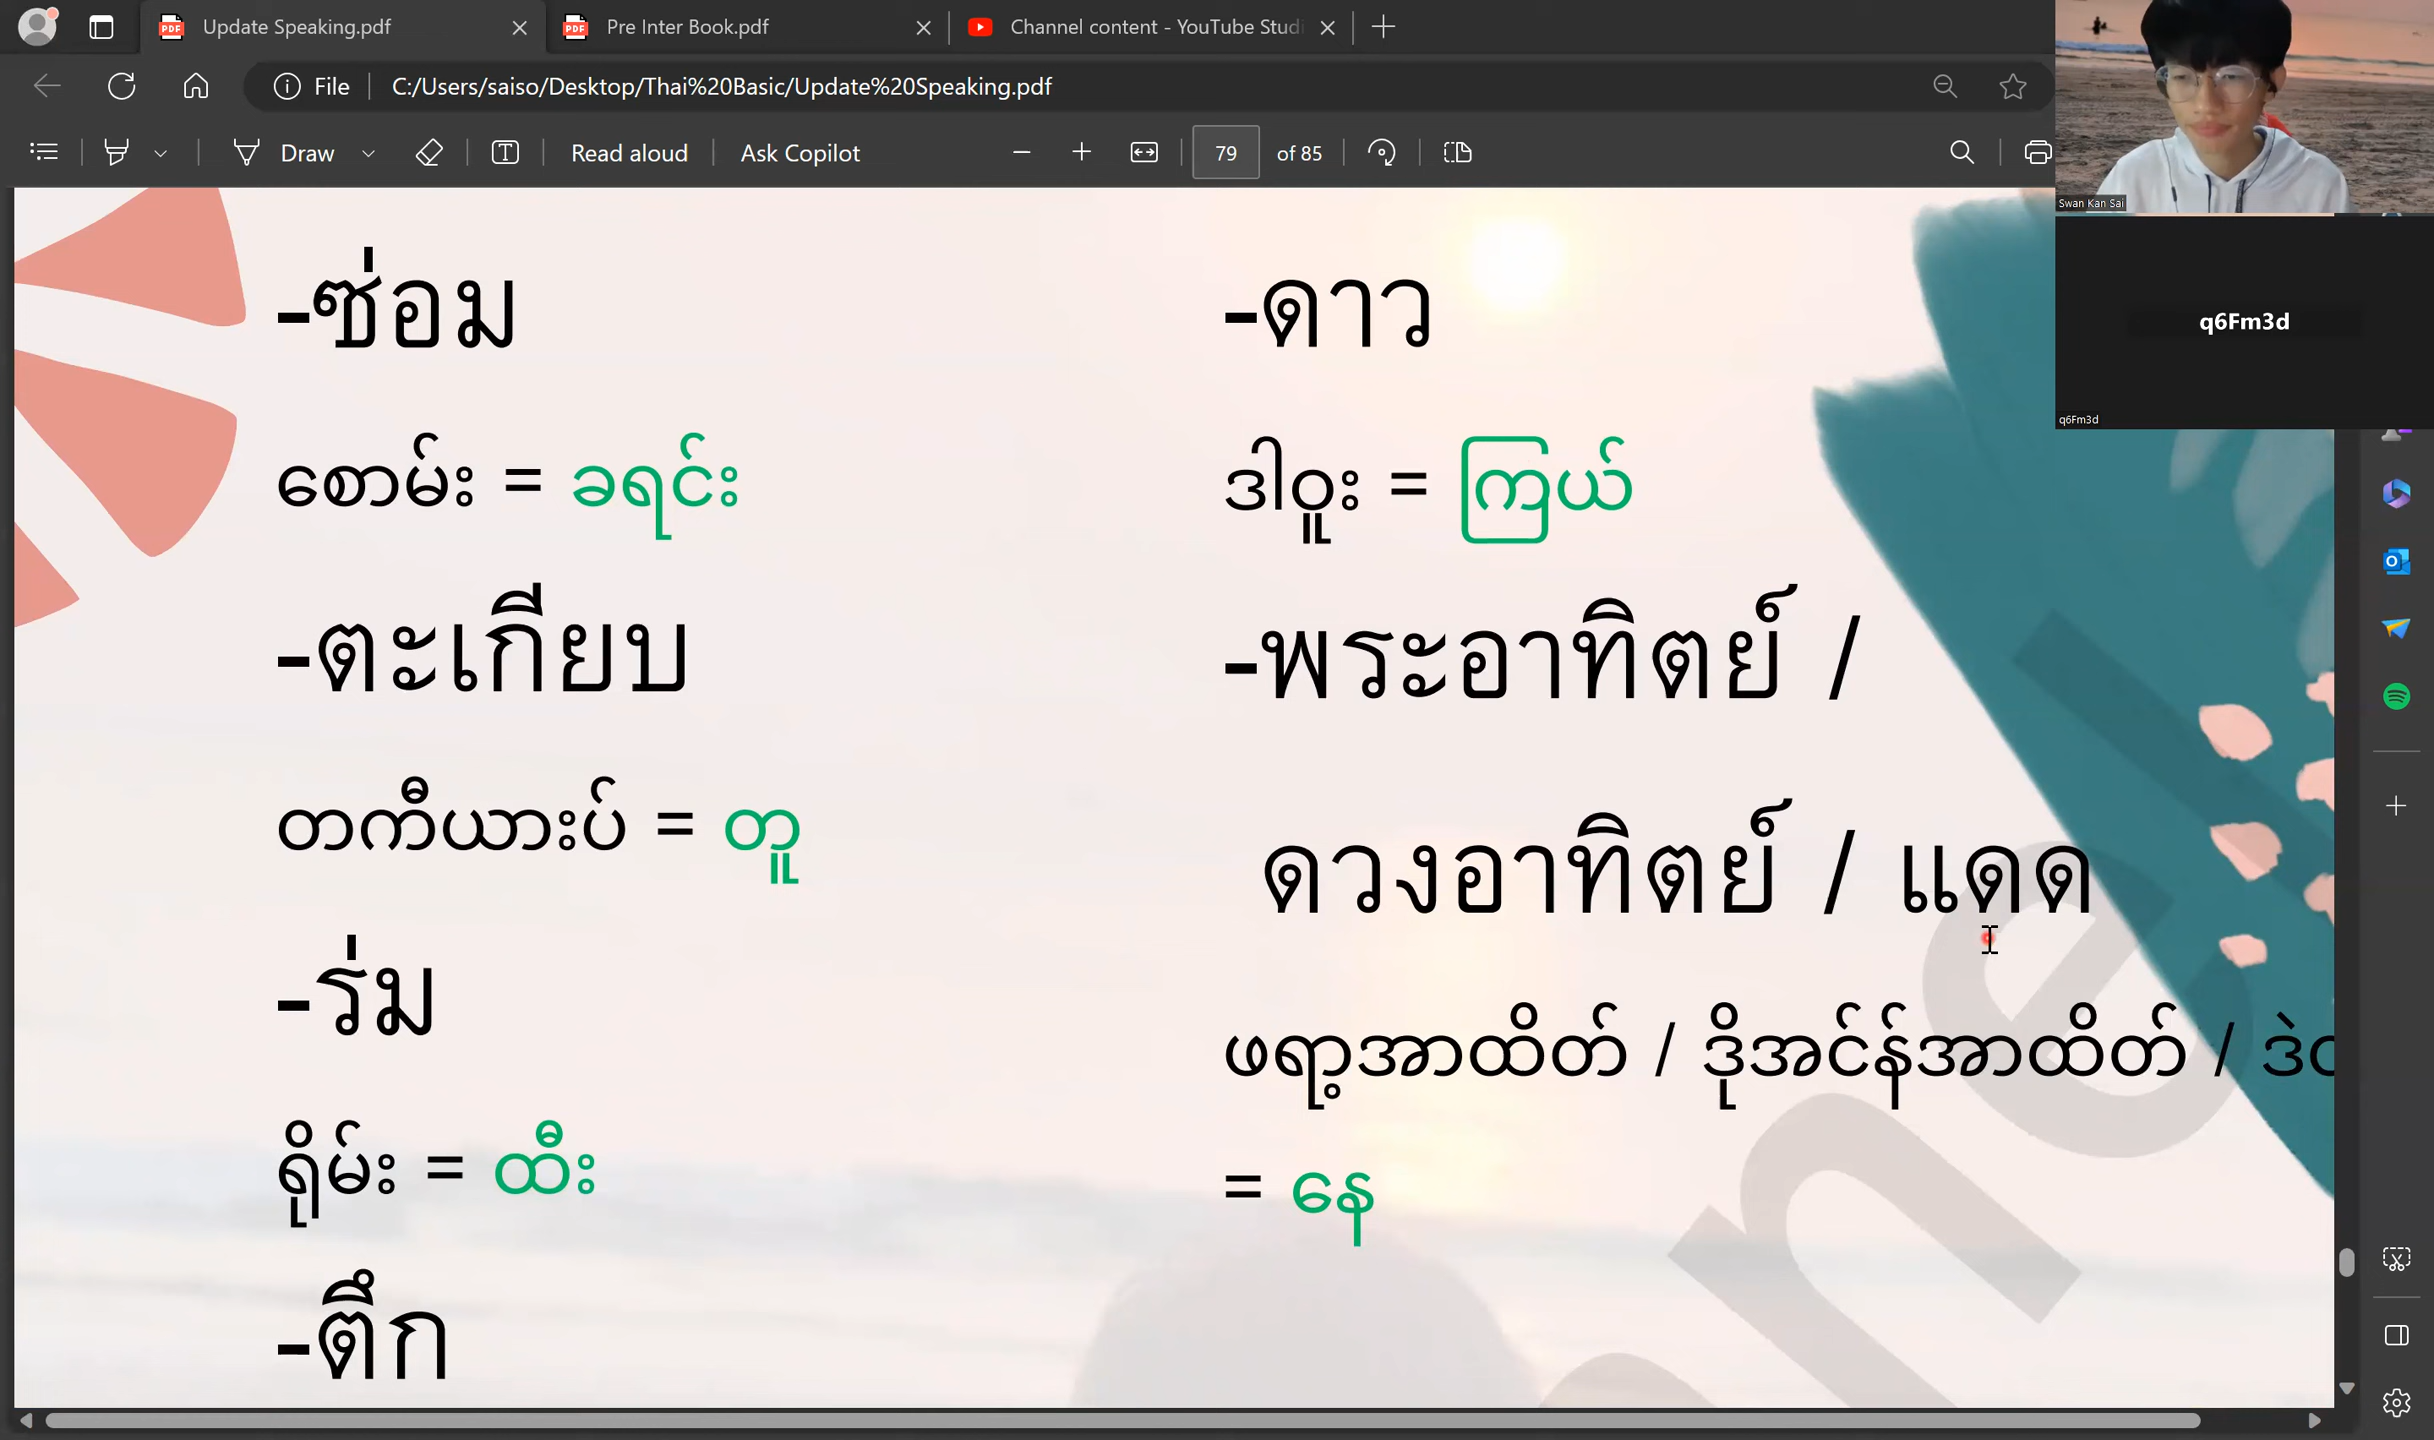 Update Speaking.pdf
Pre Inter Book.pdf
Channel content - YouTube Studi
File
C:/Users/saiso/Desktop/Thai%20Basic/Update%20Speaking.pdf
Draw
Read aloud
Ask Copilot
79 of 85
Swan Kan Sai
q6Fm3d
q6Fm3d
-ซ่อม
စောမ်း = ခရင်း
-ตะเกียบ
တကီယားပ် = တူ
-ร่ม
ရိုမ်း = ထီး
-ตึก
-ดาว
ဒါဝူး = ကြယ်
-พระอาทิตย์ /
ดวงอาทิตย์ / แดด
ဖရာ့အာထိတ် / ဒိုအင်န်အာထိတ် /
= နေ